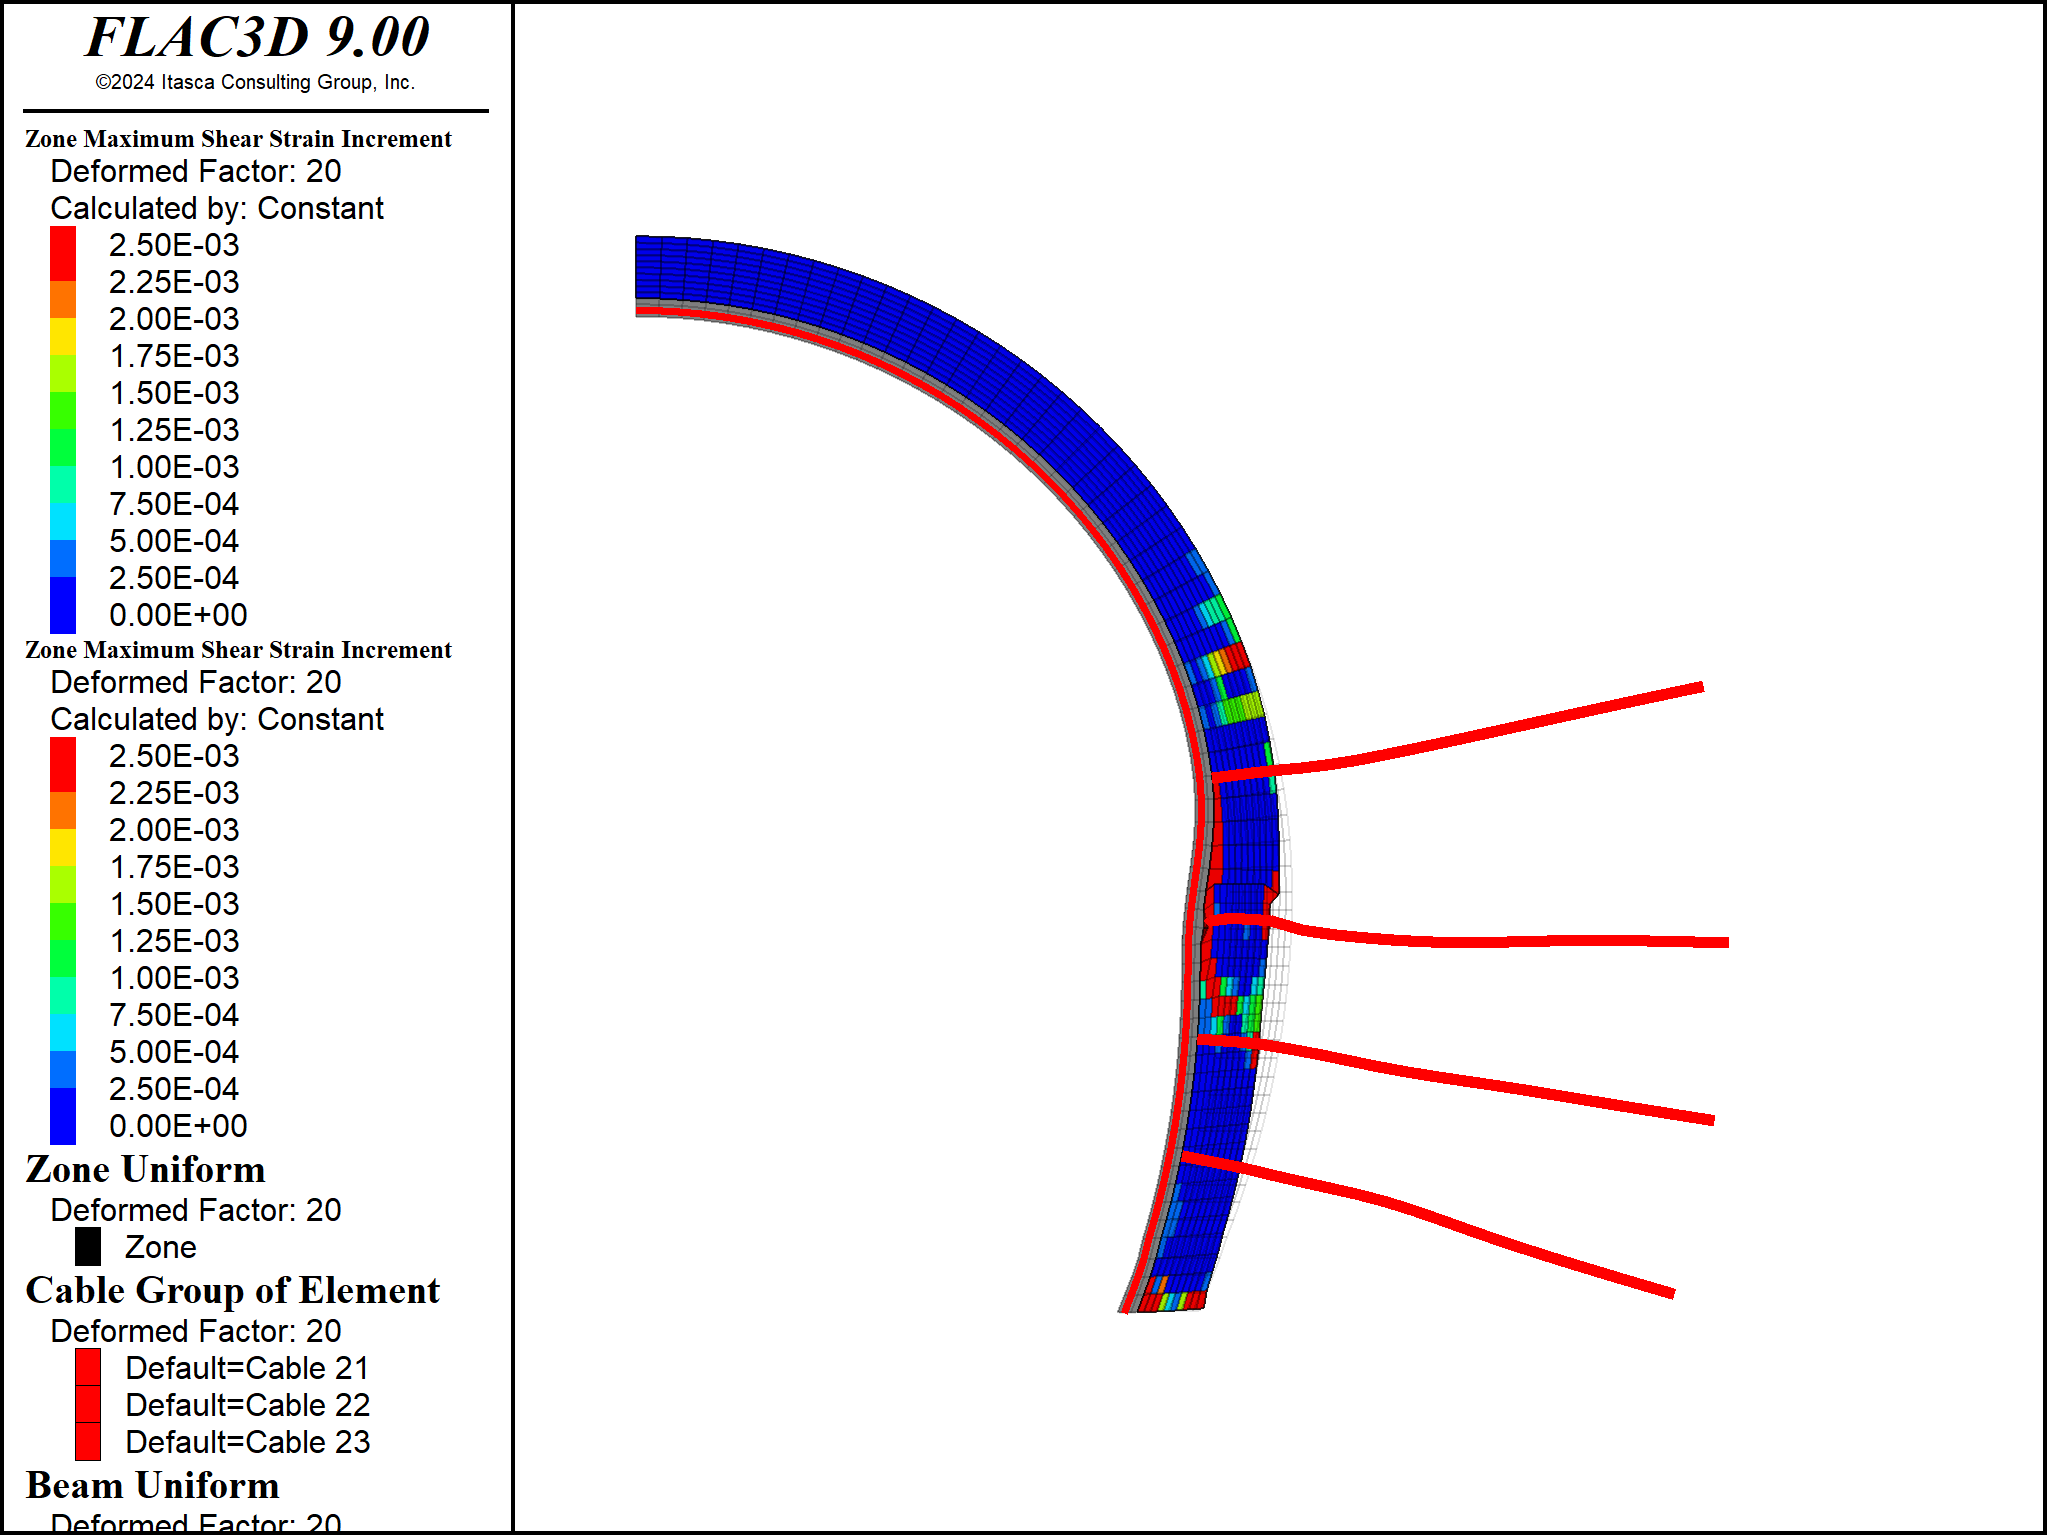 FLAC3D 9.00
©2024 Itasca Consulting Group, Inc.
Zone Maximum Shear Strain Increment
Deformed Factor: 20
Calculated by: Constant
2.50E-03
2.25E-03
2.00E-03
1.75E-03
1.50E-03
1.25E-03
1.00E-03
7.50E-04
5.00E-04
2.50E-04
0.00E+00
Zone Maximum Shear Strain Increment
Deformed Factor: 20
Calculated by: Constant
2.50E-03
2.25E-03
2.00E-03
1.75E-03
1.50E-03
1.25E-03
1.00E-03
7.50E-04
5.00E-04
2.50E-04
0.00E+00
Zone Uniform
Deformed Factor: 20
Zone
Cable Group of Element
Deformed Factor: 20
Default=Cable 21
Default=Cable 22
Default=Cable 23
Beam Uniform
Deformed Factor: 20